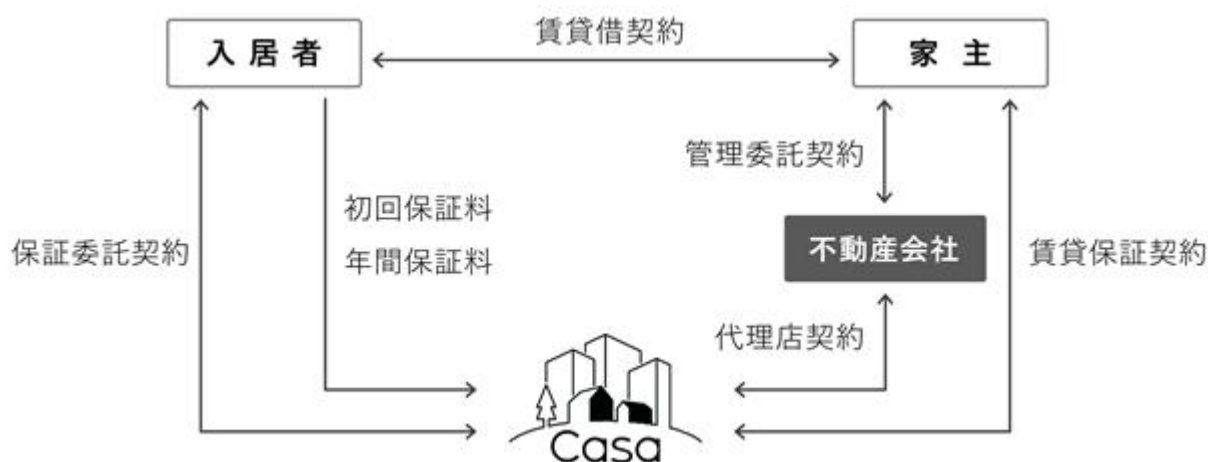 賃貸借契約
入居者
家主
管理委託契約
初回保証料
年間保証料
保証委託契約
不動産会社
賃貸保証契約
代理店契約
Casa